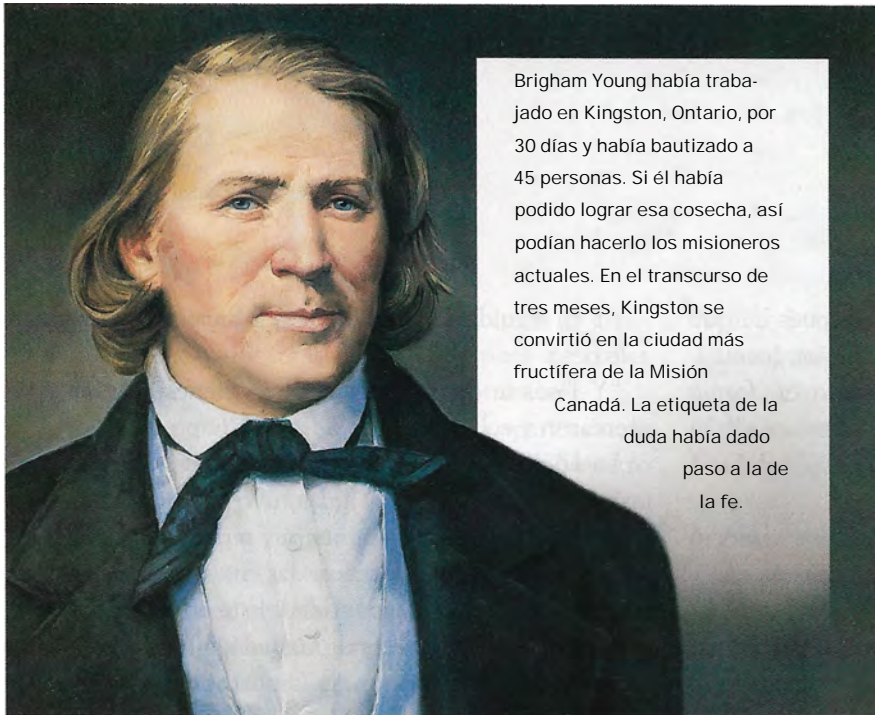 Brigham Young había traba-
jado en Kingston, Ontario, por
30 días y había bautizado a
45 personas. Si él había
podido lograr esa cosecha, así
podían hacerlo los misioneros
actuales. En el transcurso de
tres meses, Kingston se
convirtió en la ciudad más
fructífera de la Misión
Canadá. La etiqueta de la
duda había dado
paso a la de
la fe.